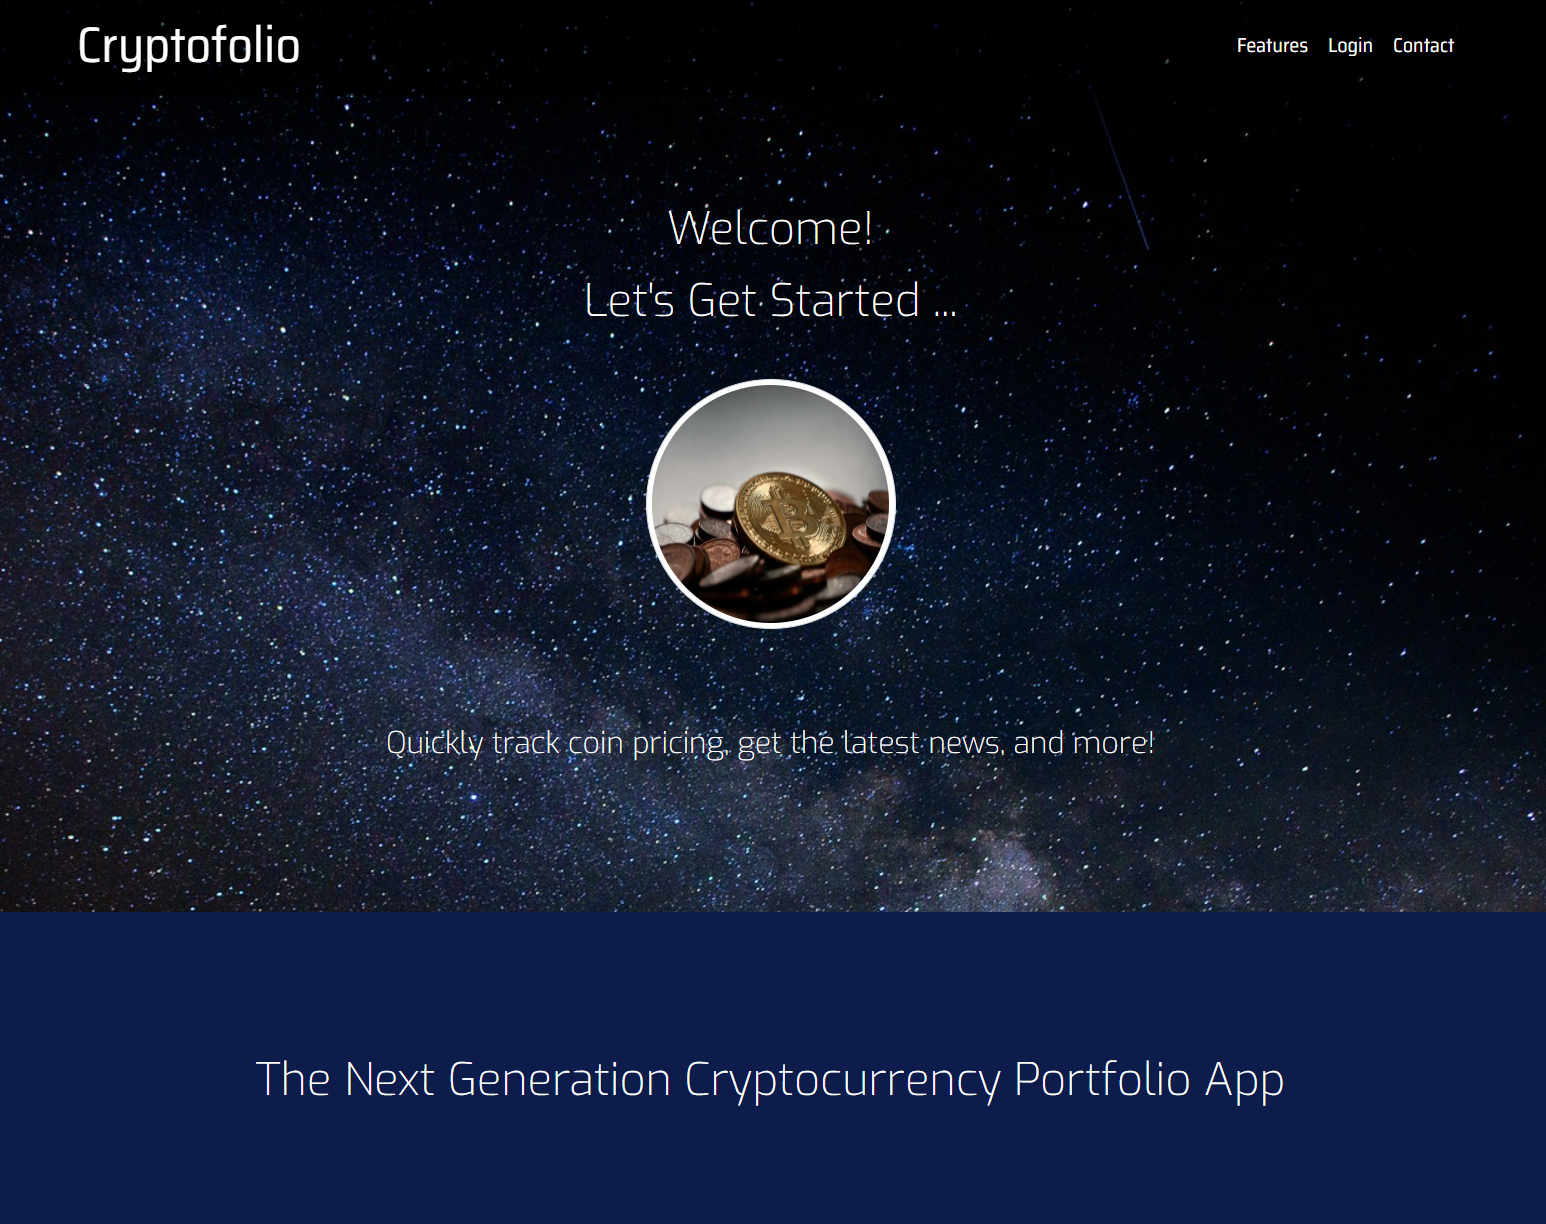 Cryptofolio
Features Login Contact
Welcome!
Let's Get Started ...
Quickly track coin pricing, get the latest news, and more!
The Next Generation Cryptocurrency Portfolio App